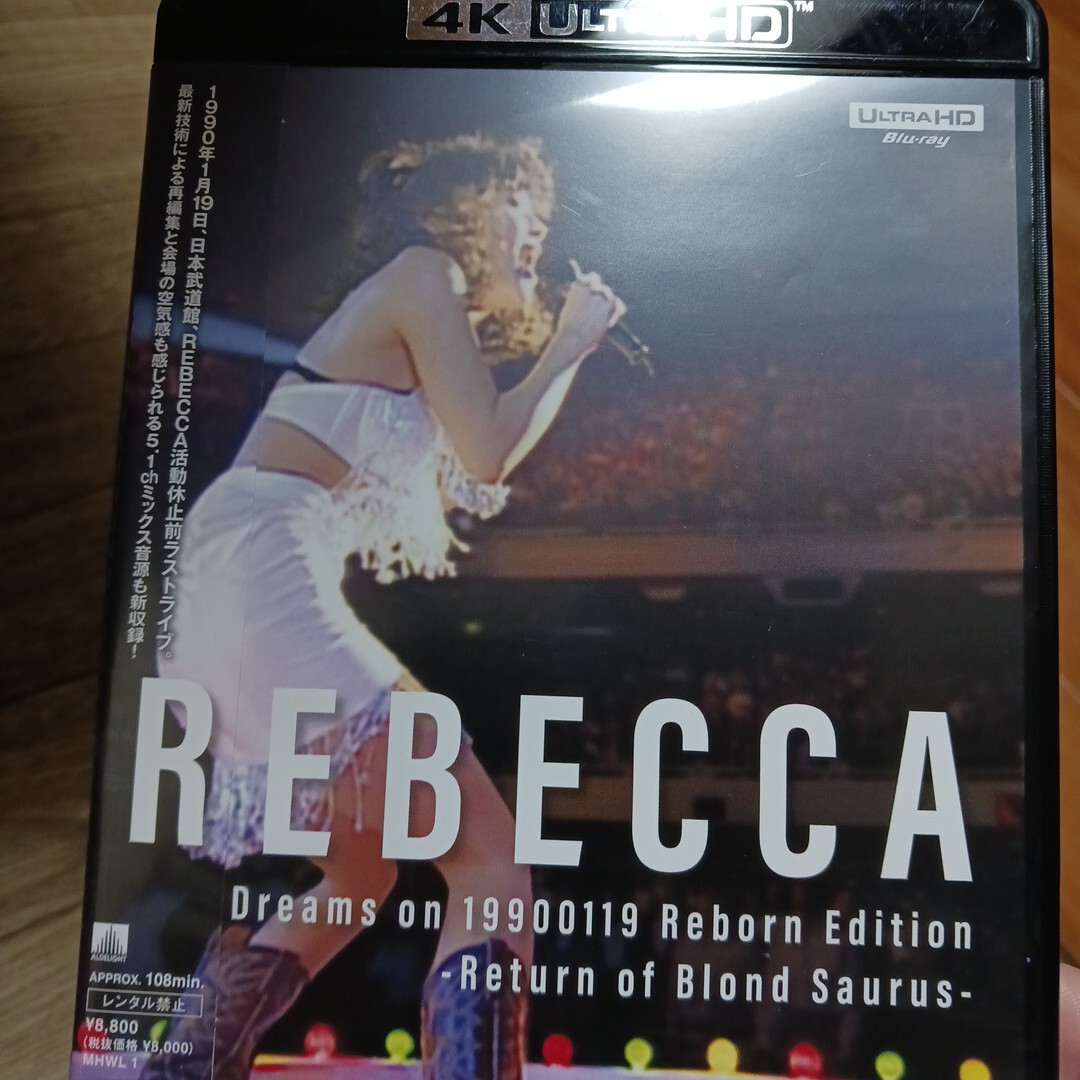 4K ULTRA HD™
ULTRA HD
Blu-ray
1990年1月19日、日本武道館、REBECCA活動休止前ラストライブ。
最新技術による再編集と会場の空気感も感じられる5.1chミックス音源も新収録！
REBECCA
Dreams on 19900119 Reborn Edition
-Return of Blond Saurus-
ALDELIGHT
APPROX. 108min.
レンタル禁止
¥8,800
(税抜価格 ¥8,000)
MHWL 1